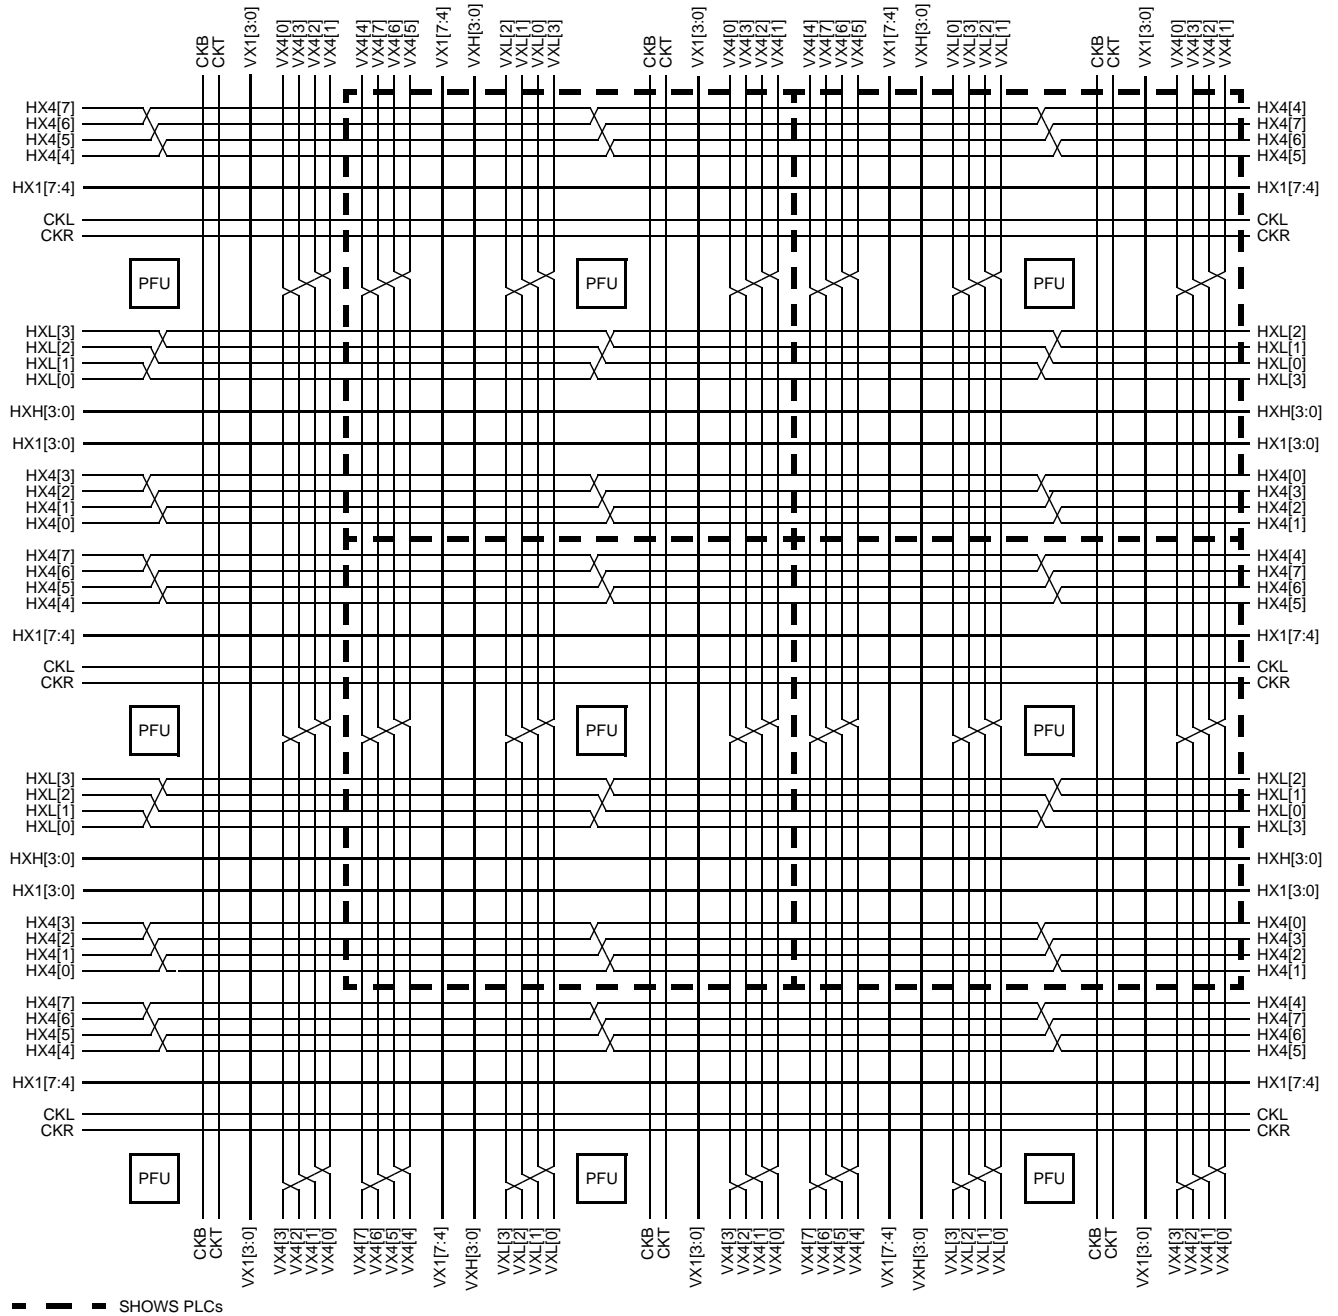 CKB
CKT
VX1[3:0]
VX4[0]
VX4[3]
VX4[2]
VX4[1]
VX4[4]
VX4[7]
VX4[6]
VX4[5]
VX1[7:4]
VXH[3:0]
VXL[2]
VXL[1]
VXL[0]
VXL[3]
CKB
CKT
VX1[3:0]
VX4[0]
VX4[3]
VX4[2]
VX4[1]
VX4[4]
VX4[7]
VX4[6]
VX4[5]
VX1[7:4]
VXH[3:0]
VXL[0]
VXL[3]
VXL[2]
VXL[1]
CKB
CKT
VX1[3:0]
VX4[0]
VX4[3]
VX4[2]
VX4[1]
HX4[7] HX4[4]
HX4[6] HX4[7]
HX4[5] HX4[6]
HX4[4] HX4[5]
HX1[7:4] HX1[7:4]
CKL CKL
CKR CKR
PFU PFU PFU
HXL[3] HXL[2]
HXL[2] HXL[1]
HXL[1] HXL[0]
HXL[0] HXL[3]
HXH[3:0] HXH[3:0]
HX1[3:0] HX1[3:0]
HX4[3] HX4[0]
HX4[2] HX4[3]
HX4[1] HX4[2]
HX4[0] HX4[1]
HX4[7] HX4[4]
HX4[6] HX4[7]
HX4[5] HX4[6]
HX4[4] HX4[5]
HX1[7:4] HX1[7:4]
CKL CKL
CKR CKR
PFU PFU PFU
HXL[3] HXL[2]
HXL[2] HXL[1]
HXL[1] HXL[0]
HXL[0] HXL[3]
HXH[3:0] HXH[3:0]
HX1[3:0] HX1[3:0]
HX4[3] HX4[0]
HX4[2] HX4[3]
HX4[1] HX4[2]
HX4[0] HX4[1]
HX4[7] HX4[4]
HX4[6] HX4[7]
HX4[5] HX4[6]
HX4[4] HX4[5]
HX1[7:4] HX1[7:4]
CKL CKL
CKR CKR
PFU PFU PFU
CKB
CKT
VX1[3:0]
VX4[3]
VX4[2]
VX4[1]
VX4[0]
VX4[7]
VX4[6]
VX4[5]
VX4[4]
VX1[7:4]
VXH[3:0]
VXL[3]
VXL[2]
VXL[1]
VXL[0]
CKB
CKT
VX1[3:0]
VX4[3]
VX4[2]
VX4[1]
VX4[0]
VX4[7]
VX4[6]
VX4[5]
VX4[4]
VX1[7:4]
VXH[3:0]
VXL[3]
VXL[2]
VXL[1]
VXL[0]
CKB
CKT
VX1[3:0]
VX4[3]
VX4[2]
VX4[1]
VX4[0]
SHOWS PLCs